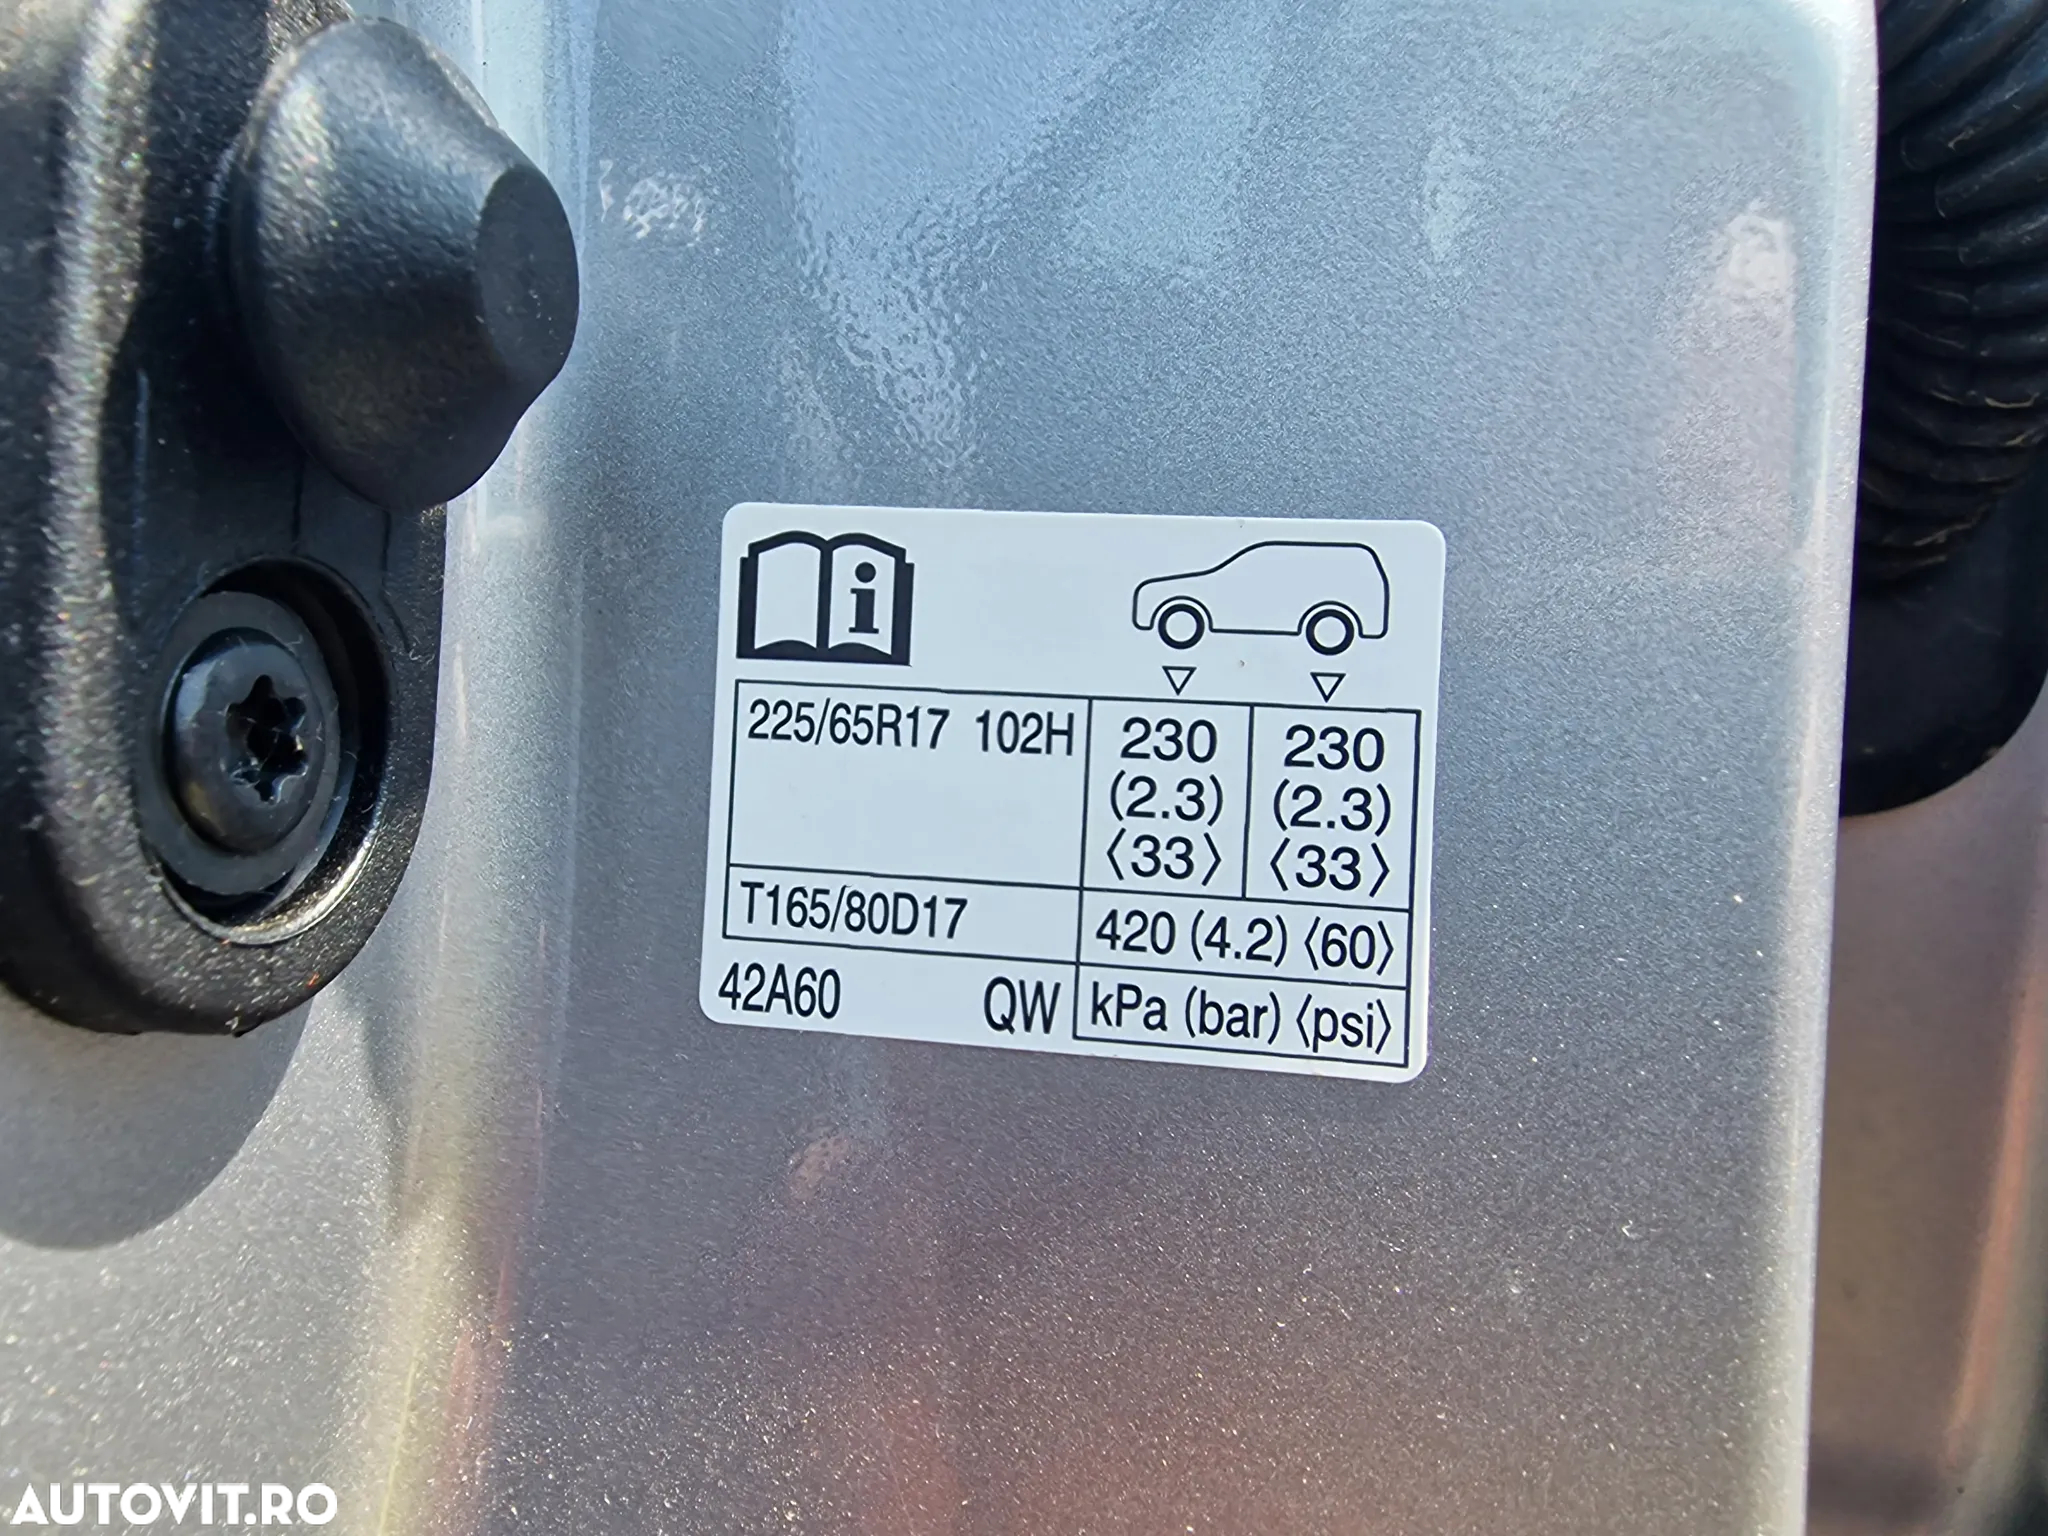 225/65R17 102H 230 230
(2.3) (2.3)
〈33〉 〈33〉
T165/80D17 420 (4.2) 〈60〉
42A60 QW kPa (bar) 〈psi〉
AUTOVIT.RO